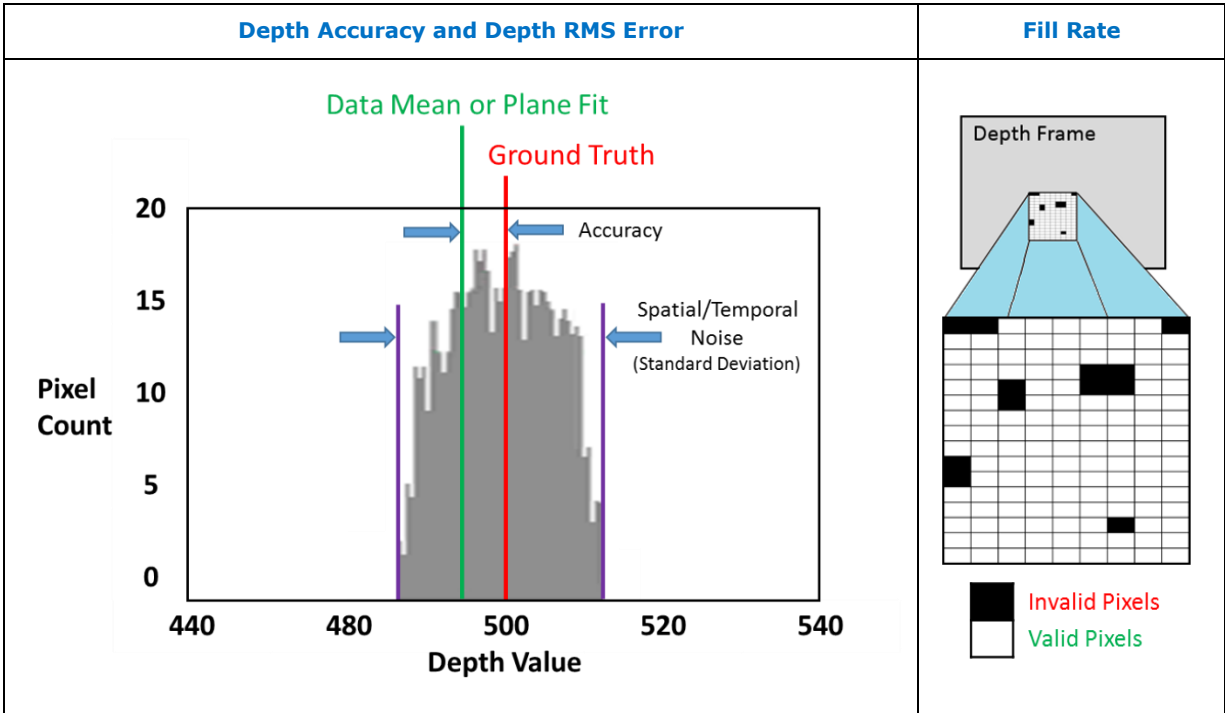 Depth Accuracy and Depth RMS Error
Fill Rate
Data Mean or Plane Fit
Ground Truth
Accuracy
Spatial/Temporal
Noise
(Standard Deviation)
20
15
10
5
0
Pixel
Count
440
480
500
520
540
Depth Value
Depth Frame
Invalid Pixels
Valid Pixels